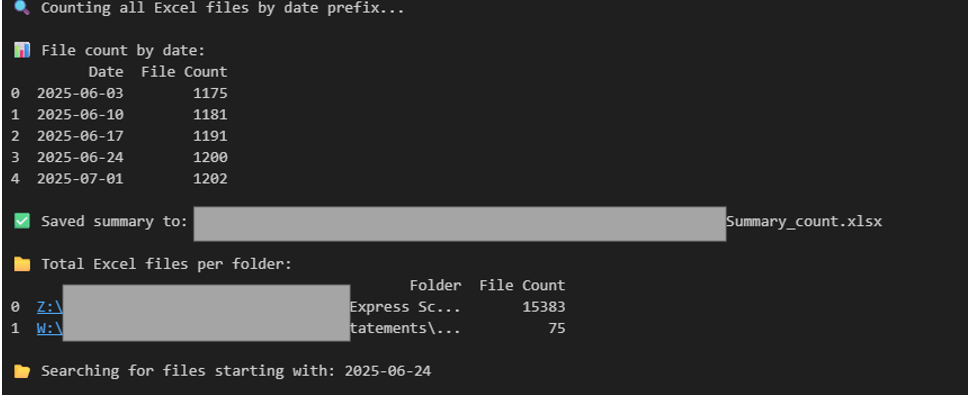 🔍 Counting all Excel files by date prefix...
📊 File count by date:
Date File Count
0 2025-06-03 1175
1 2025-06-10 1181
2 2025-06-17 1191
3 2025-06-24 1200
4 2025-07-01 1202
✅ Saved summary to: Summary_count.xlsx
📁 Total Excel files per folder:
Folder File Count
0 Z:\ Express Sc... 15383
1 W:\ tatements\... 75
📂 Searching for files starting with: 2025-06-24